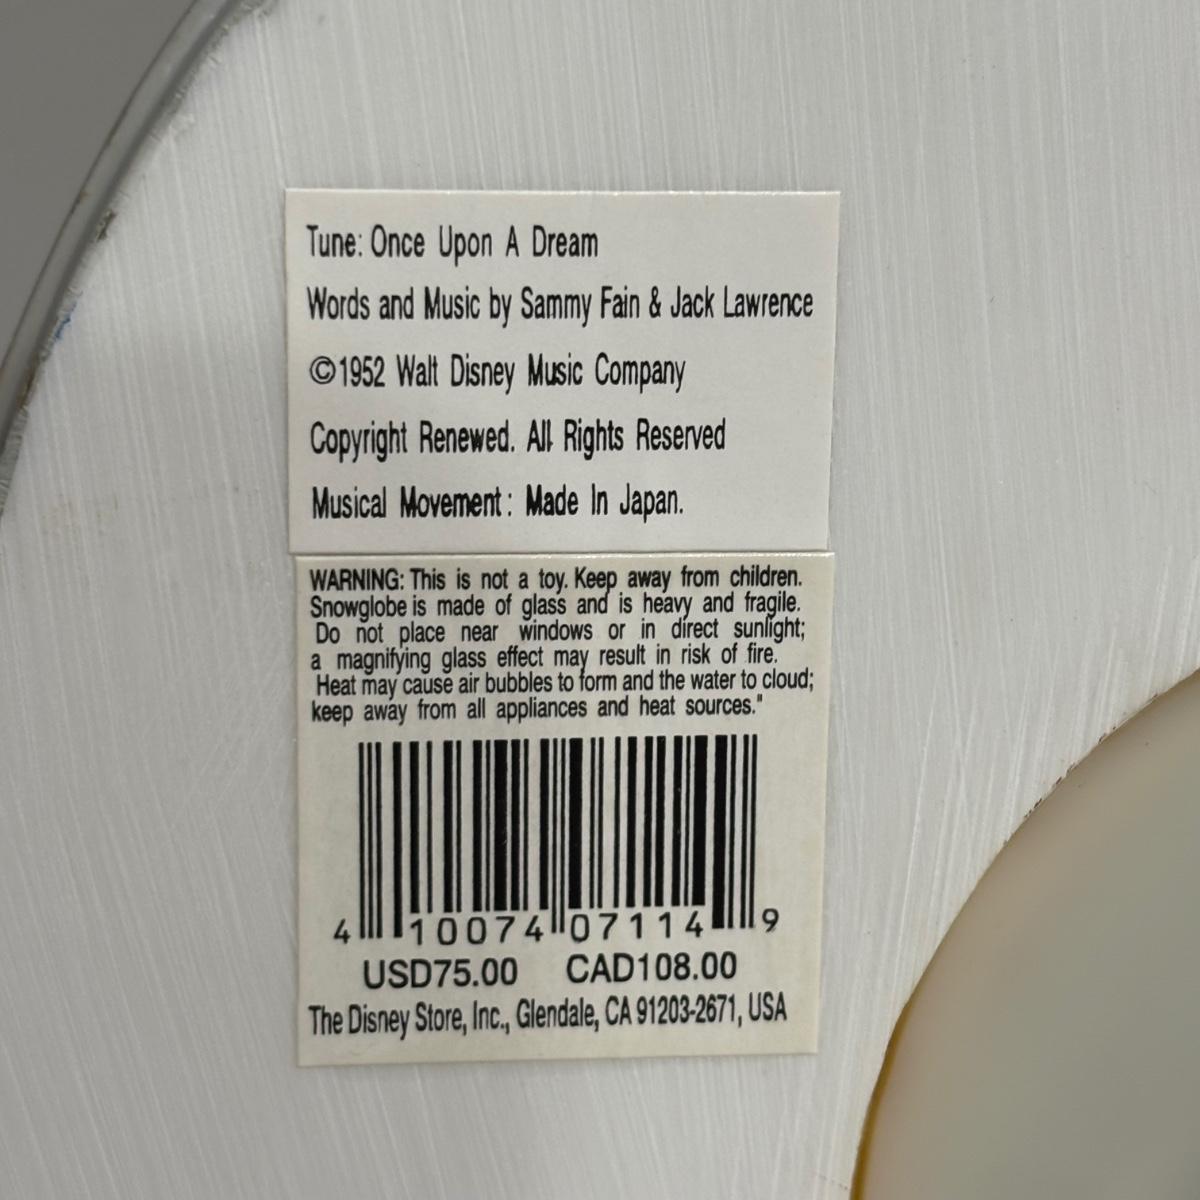 Tune: Once Upon A Dream
Words and Music by Sammy Fain & Jack Lawrence
©1952 Walt Disney Music Company
Copyright Renewed. All Rights Reserved
Musical Movement: Made In Japan.
WARNING: This is not a toy. Keep away from children.
Snowglobe is made of glass and is heavy and fragile.
Do not place near windows or in direct sunlight;
a magnifying glass effect may result in risk of fire.
Heat may cause air bubbles to form and the water to cloud;
keep away from all appliances and heat sources."
4 10074 07114 9
USD75.00 CAD108.00
The Disney Store, Inc., Glendale, CA 91203-2671, USA